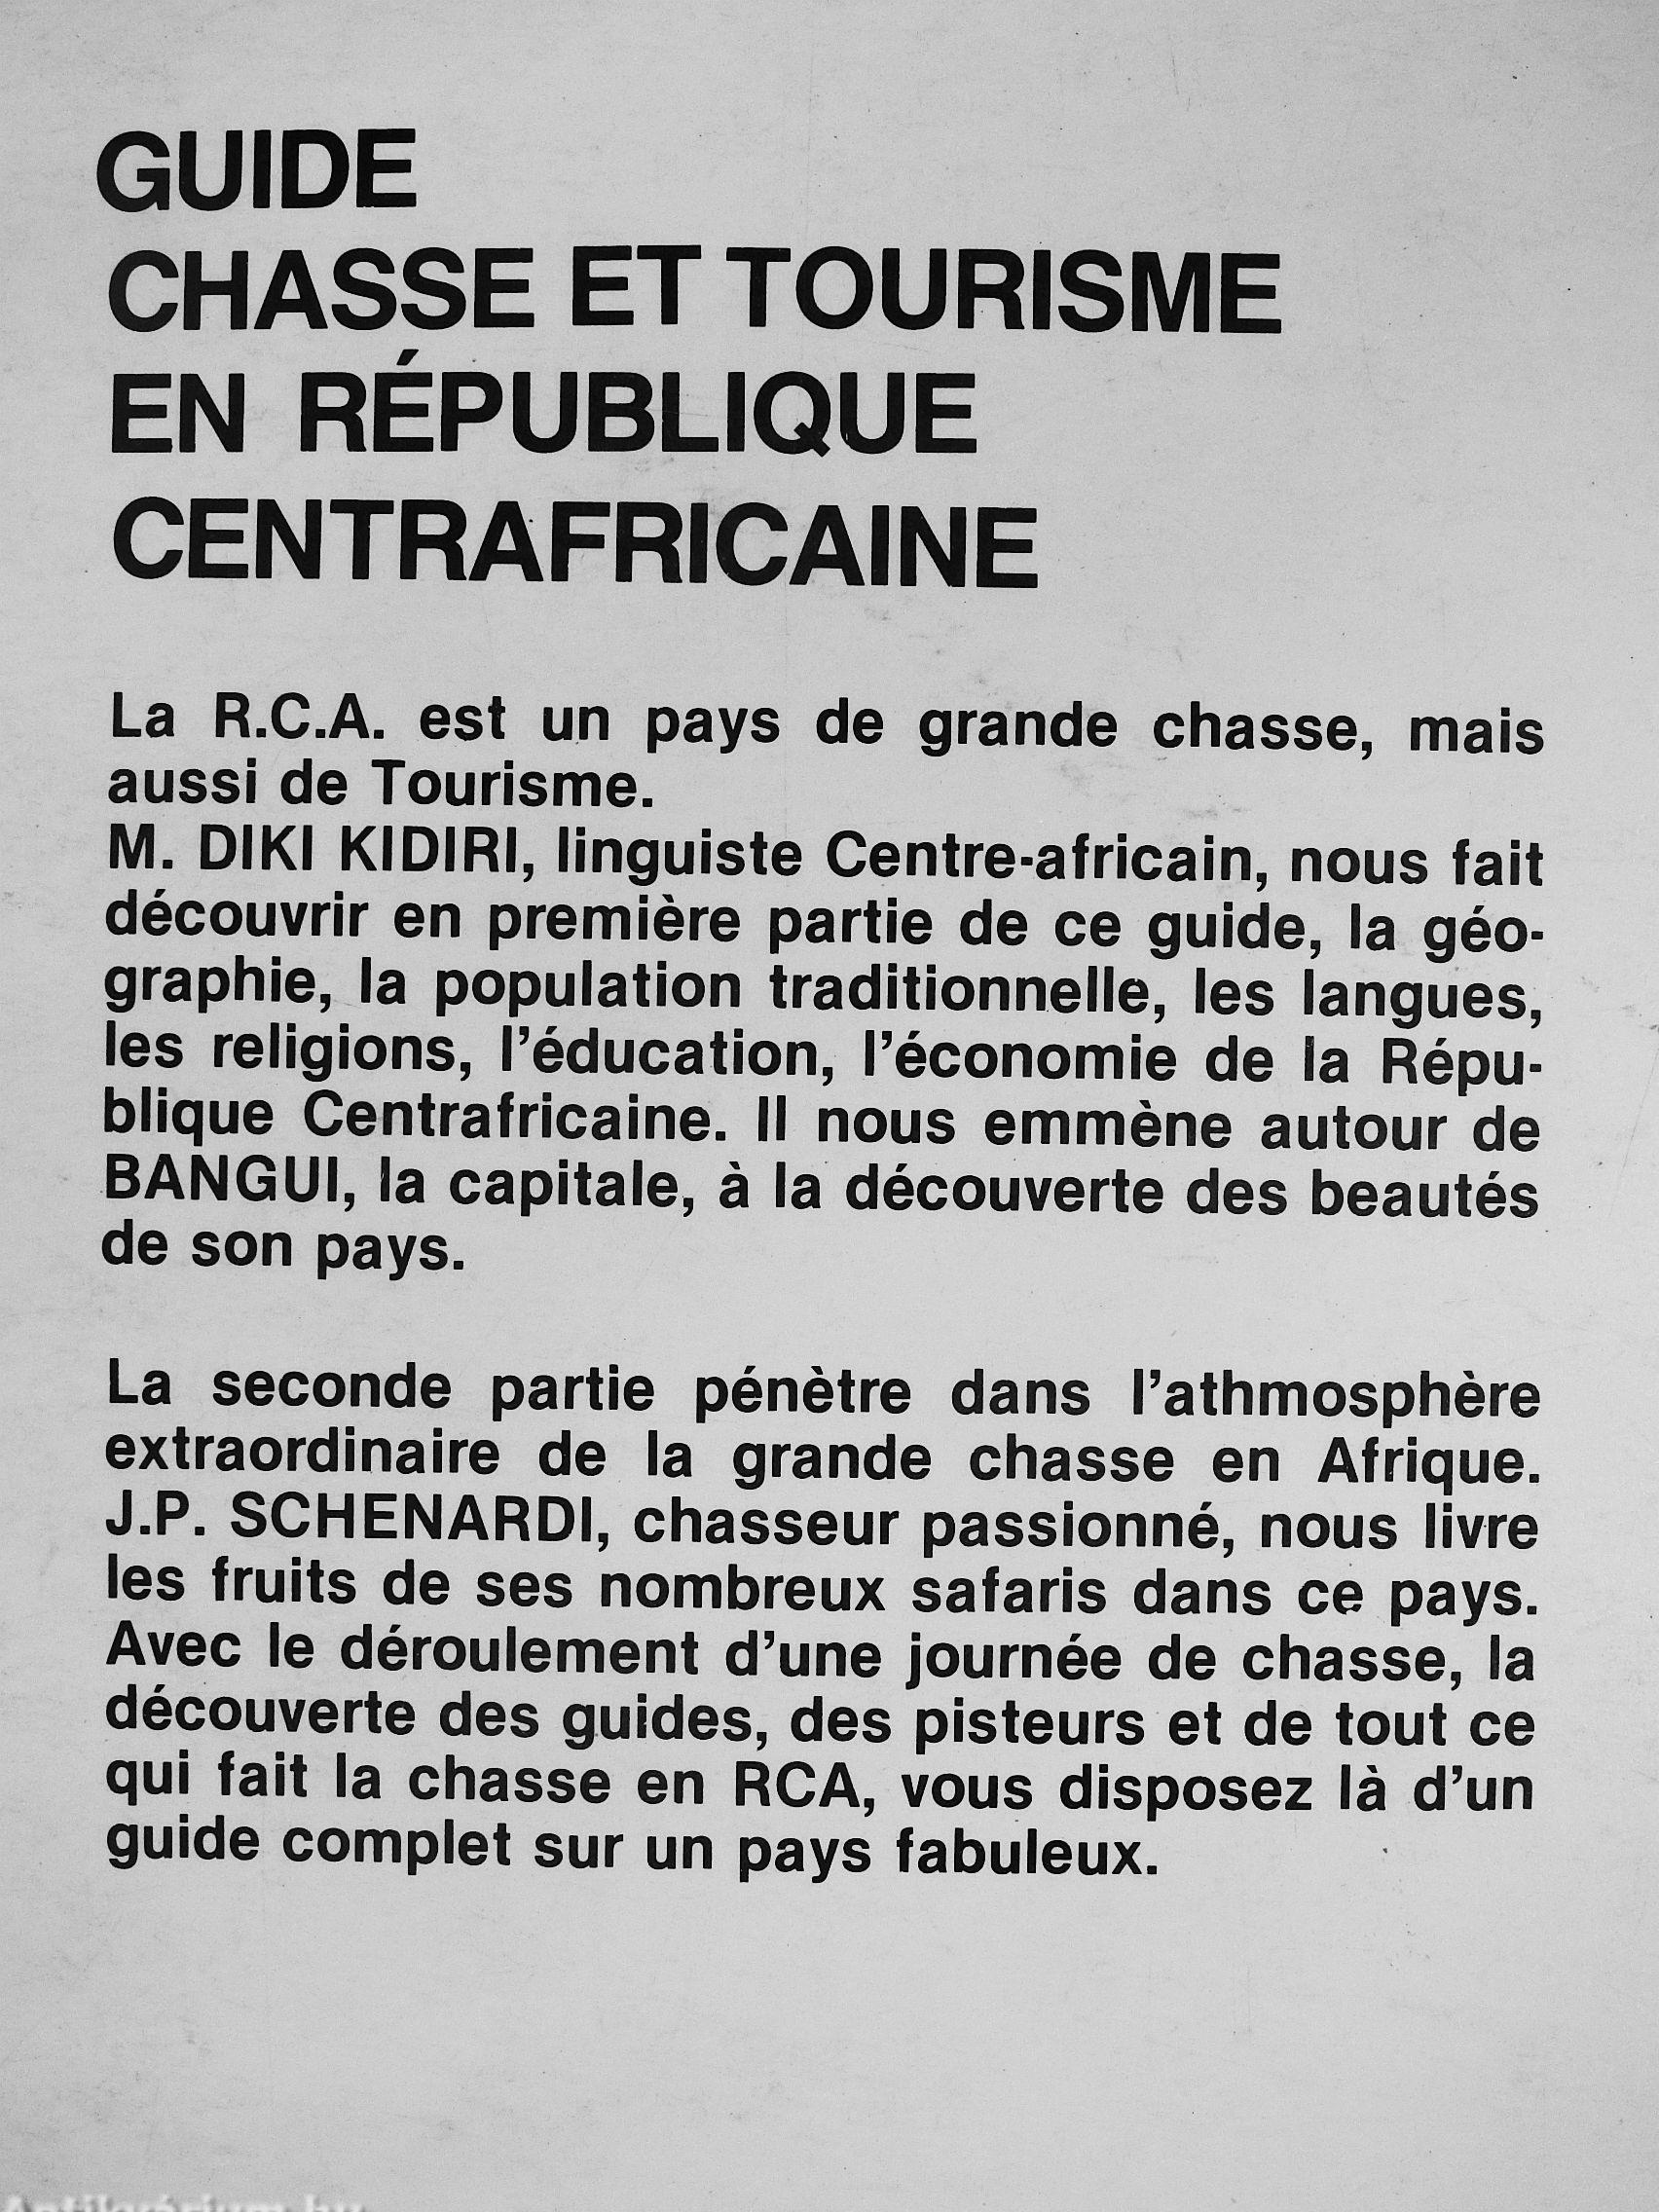 GUIDE
CHASSE ET TOURISME
EN RÉPUBLIQUE
CENTRAFRICAINE
La R.C.A. est un pays de grande chasse, mais
aussi de Tourisme.
M. DIKI KIDIRI, linguiste Centre-africain, nous fait
découvrir en première partie de ce guide, la géo-
graphie, la population traditionnelle, les langues,
les religions, l'éducation, l'économie de la Répu-
blique Centrafricaine. Il nous emmène autour de
BANGUI, la capitale, à la découverte des beautés
de son pays.
La seconde partie pénètre dans l'athmosphère
extraordinaire de la grande chasse en Afrique.
J.P. SCHENARDI, chasseur passionné, nous livre
les fruits de ses nombreux safaris dans ce pays.
Avec le déroulement d'une journée de chasse, la
découverte des guides, des pisteurs et de tout ce
qui fait la chasse en RCA, vous disposez là d'un
guide complet sur un pays fabuleux.